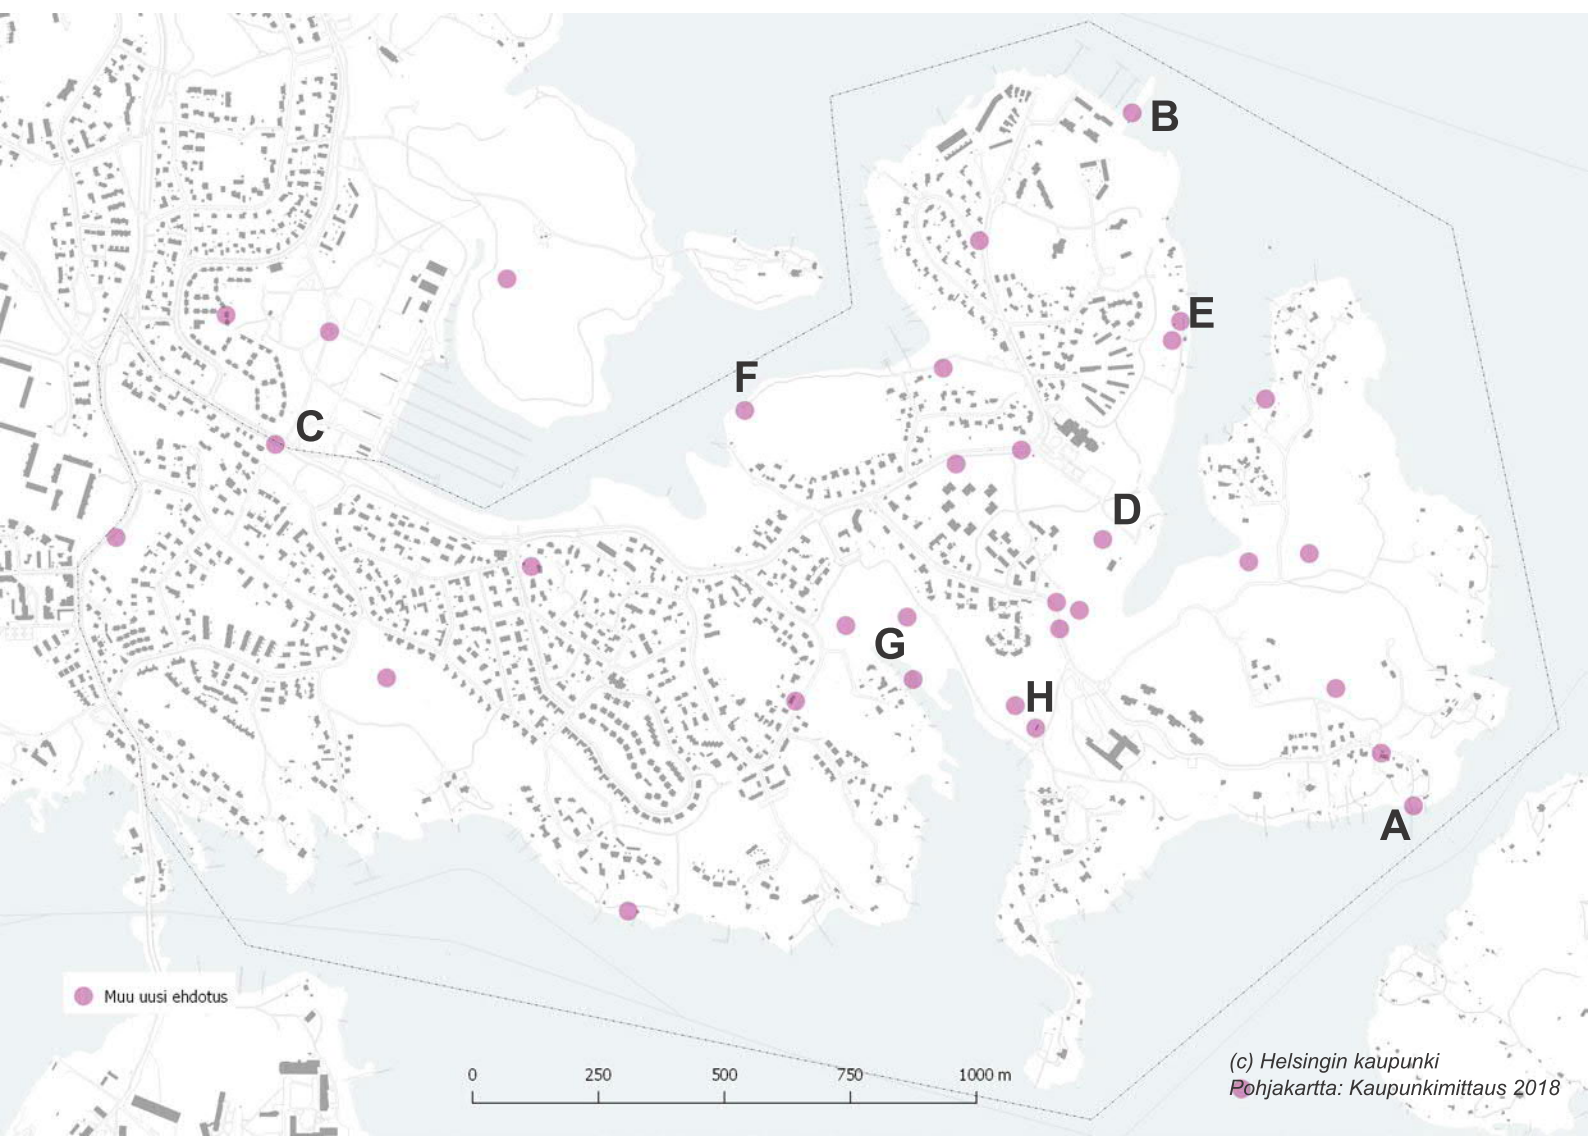 B
E
F
C
D
G
H
A
Muu uusi ehdotus
0 250 500 750 1000 m
(c) Helsingin kaupunki
Pohjakartta: Kaupunkimittaus 2018